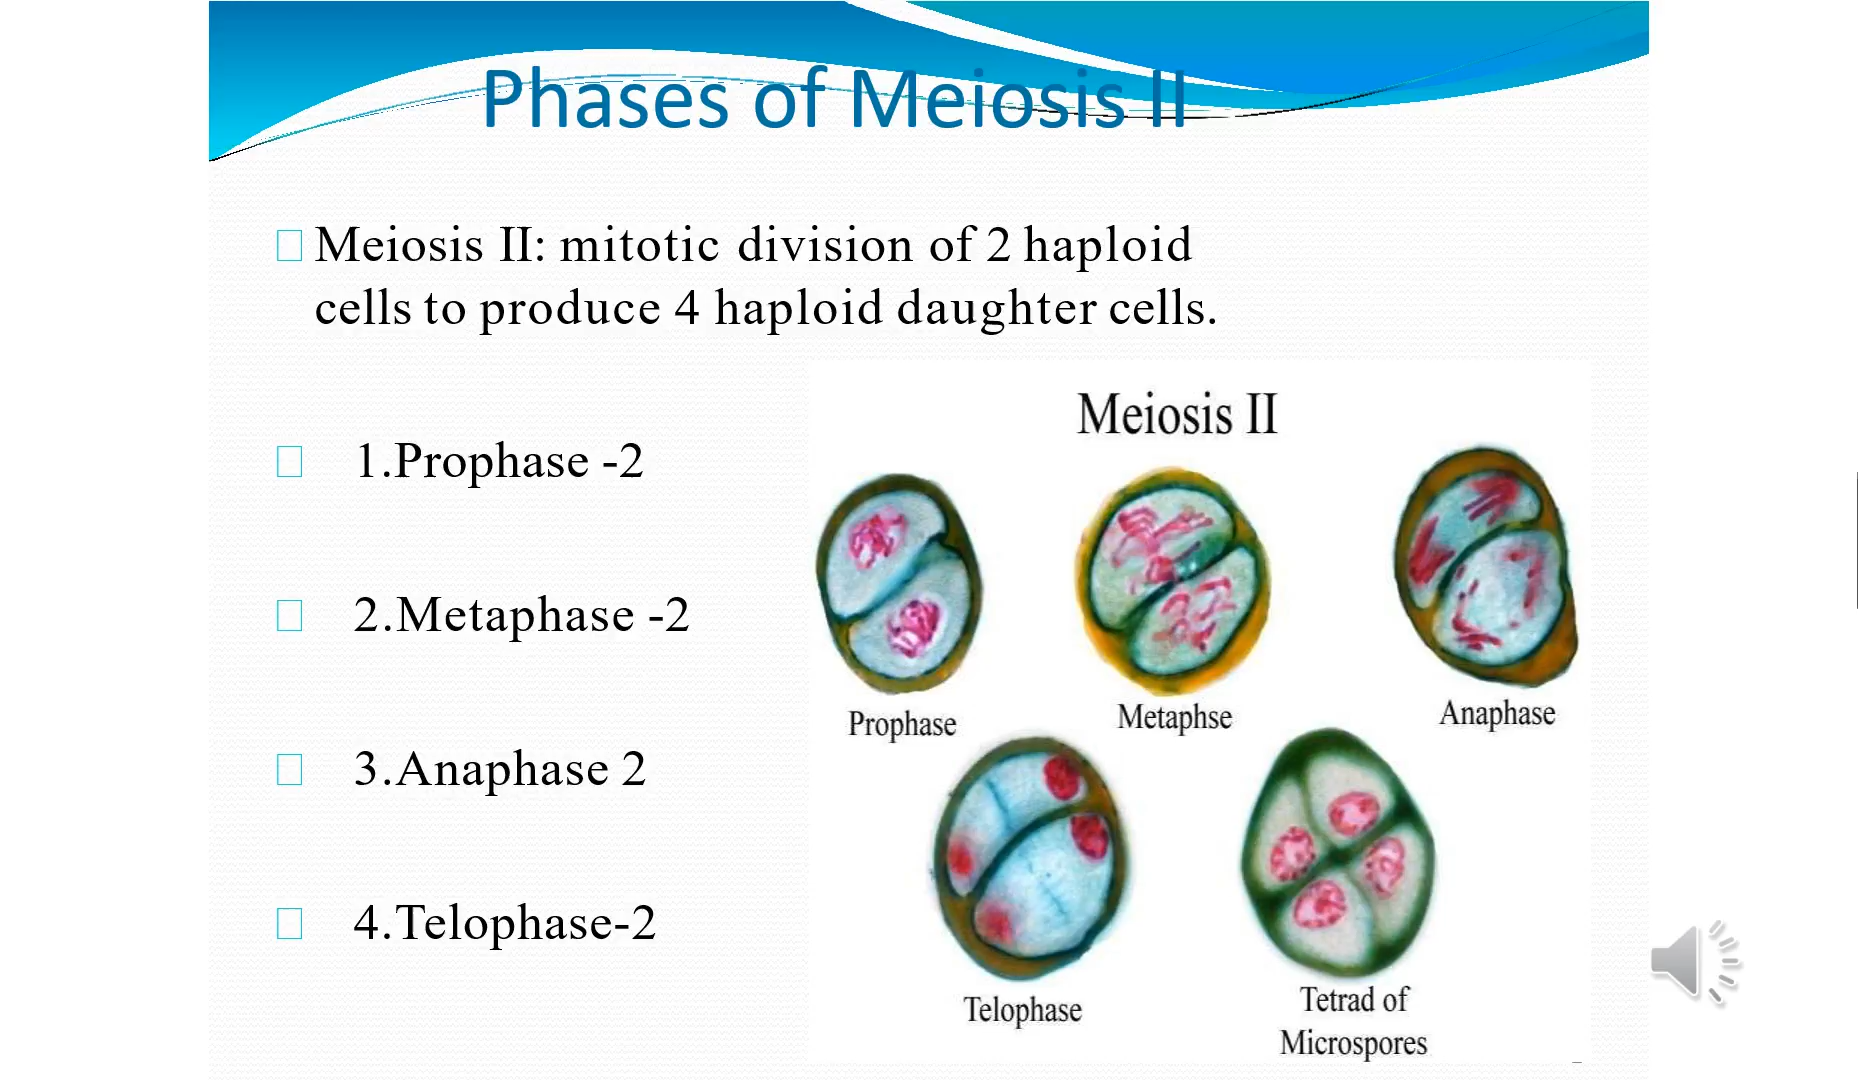 Phases of Meiosis II
Meiosis II: mitotic division of 2 haploid
cells to produce 4 haploid daughter cells.
1.Prophase -2
2.Metaphase -2
3.Anaphase 2
4.Telophase-2
Meiosis II
Prophase
Metaphse
Anaphase
Telophase
Tetrad of
Microspores